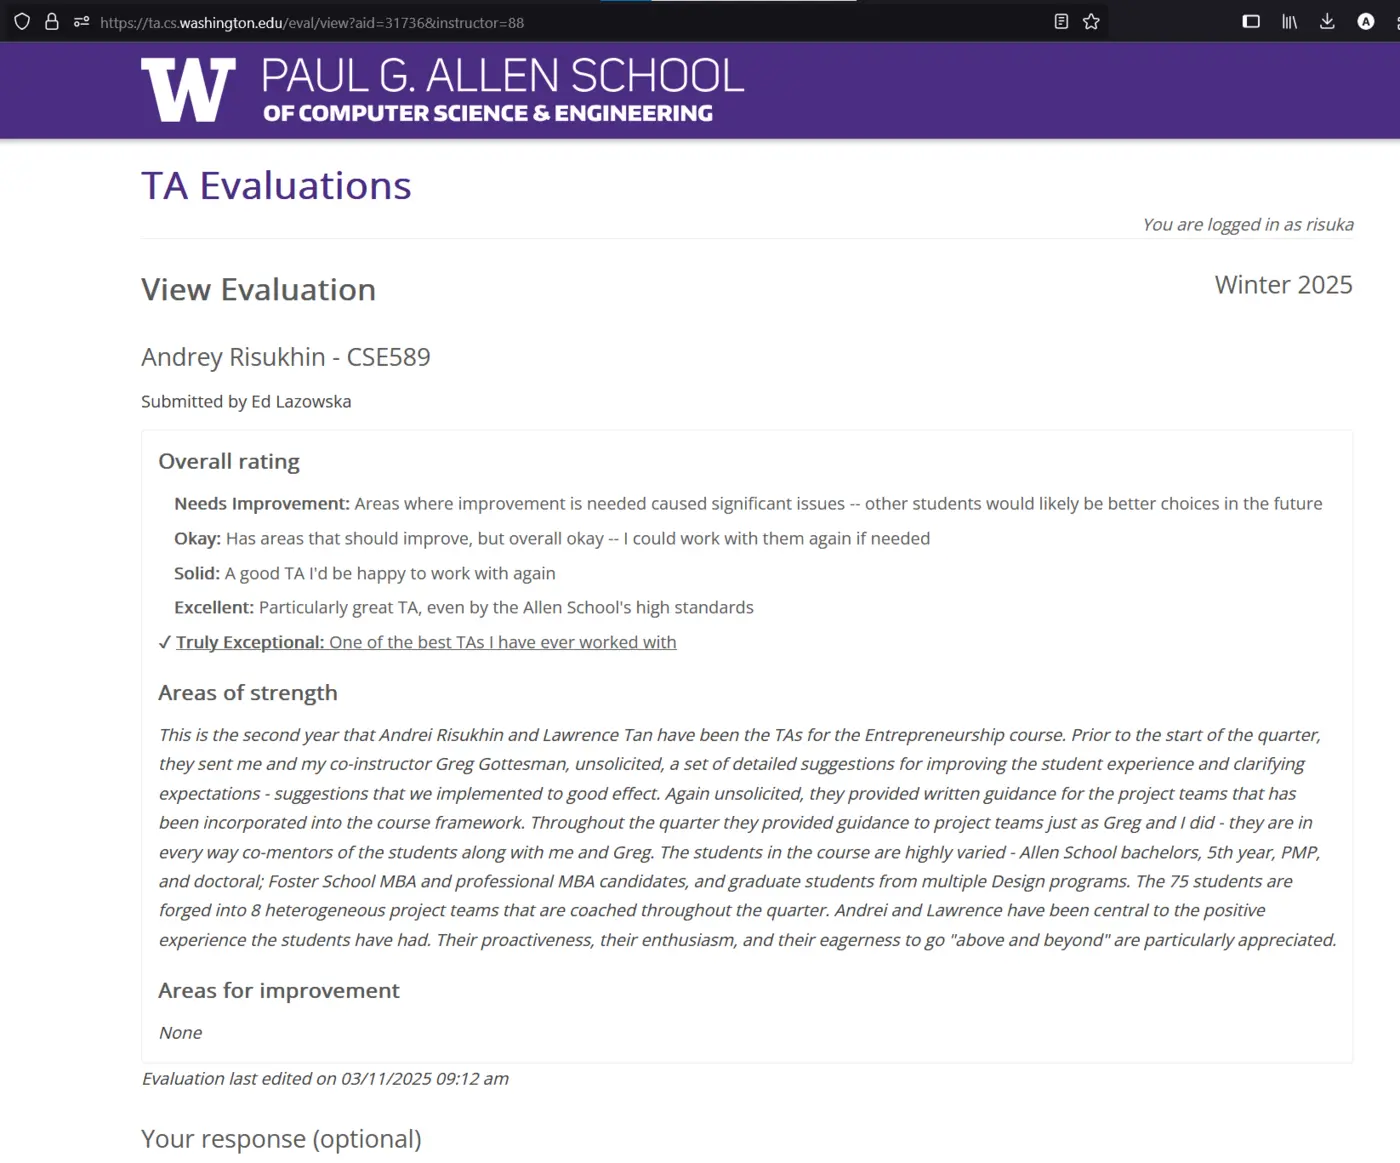 https://ta.cs.washington.edu/eval/view?aid=31736&instructor=88
A
W
PAUL G. ALLEN SCHOOL
OF COMPUTER SCIENCE & ENGINEERING
TA Evaluations
You are logged in as risuka
View Evaluation
Winter 2025
Andrey Risukhin - CSE589
Submitted by Ed Lazowska
Overall rating
Needs Improvement: Areas where improvement is needed caused significant issues -- other students would likely be better choices in the future
Okay: Has areas that should improve, but overall okay -- I could work with them again if needed
Solid: A good TA I'd be happy to work with again
Excellent: Particularly great TA, even by the Allen School's high standards
✓ Truly Exceptional: One of the best TAs I have ever worked with
Areas of strength
This is the second year that Andrei Risukhin and Lawrence Tan have been the TAs for the Entrepreneurship course. Prior to the start of the quarter,
they sent me and my co-instructor Greg Gottesman, unsolicited, a set of detailed suggestions for improving the student experience and clarifying
expectations - suggestions that we implemented to good effect. Again unsolicited, they provided written guidance for the project teams that has
been incorporated into the course framework. Throughout the quarter they provided guidance to project teams just as Greg and I did - they are in
every way co-mentors of the students along with me and Greg. The students in the course are highly varied - Allen School bachelors, 5th year, PMP,
and doctoral; Foster School MBA and professional MBA candidates, and graduate students from multiple Design programs. The 75 students are
forged into 8 heterogeneous project teams that are coached throughout the quarter. Andrei and Lawrence have been central to the positive
experience the students have had. Their proactiveness, their enthusiasm, and their eagerness to go "above and beyond" are particularly appreciated.
Areas for improvement
None
Evaluation last edited on 03/11/2025 09:12 am
Your response (optional)